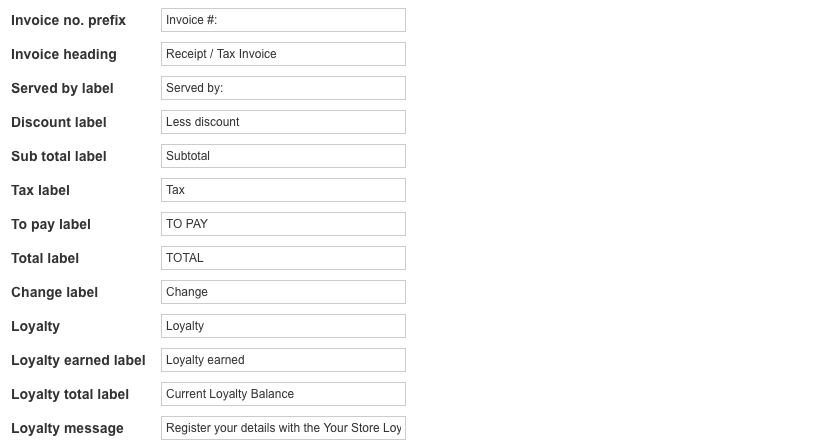 Invoice no. prefix Invoice #:
Invoice heading Receipt / Tax Invoice
Served by label Served by:
Discount label Less discount
Sub total label Subtotal
Tax label Tax
To pay label TO PAY
Total label TOTAL
Change label Change
Loyalty Loyalty
Loyalty earned label Loyalty earned
Loyalty total label Current Loyalty Balance
Loyalty message Register your details with the Your Store Loy